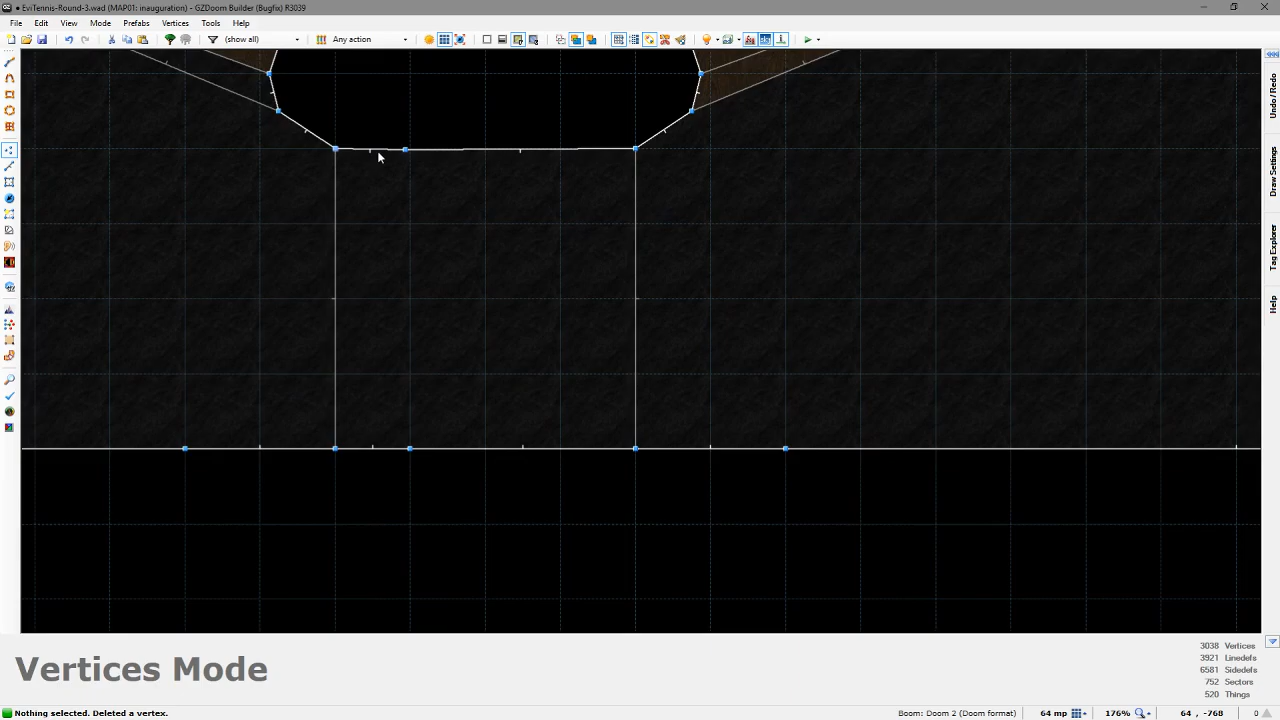 EviTennis-Round-3.wad (MAP01: inauguration) - GZDoom Builder (Bugfix) R3039
File Edit View Mode Prefabs Vertices Tools Help
(show all) Any action
Undo / Redo
Draw Settings
Tag Explorer
Help
Vertices Mode
3038 Vertices
3921 Linedefs
6581 Sidedefs
752 Sectors
520 Things
Nothing selected. Deleted a vertex. Boom: Doom 2 (Doom format) 64 mp 176% 64 , -768 0